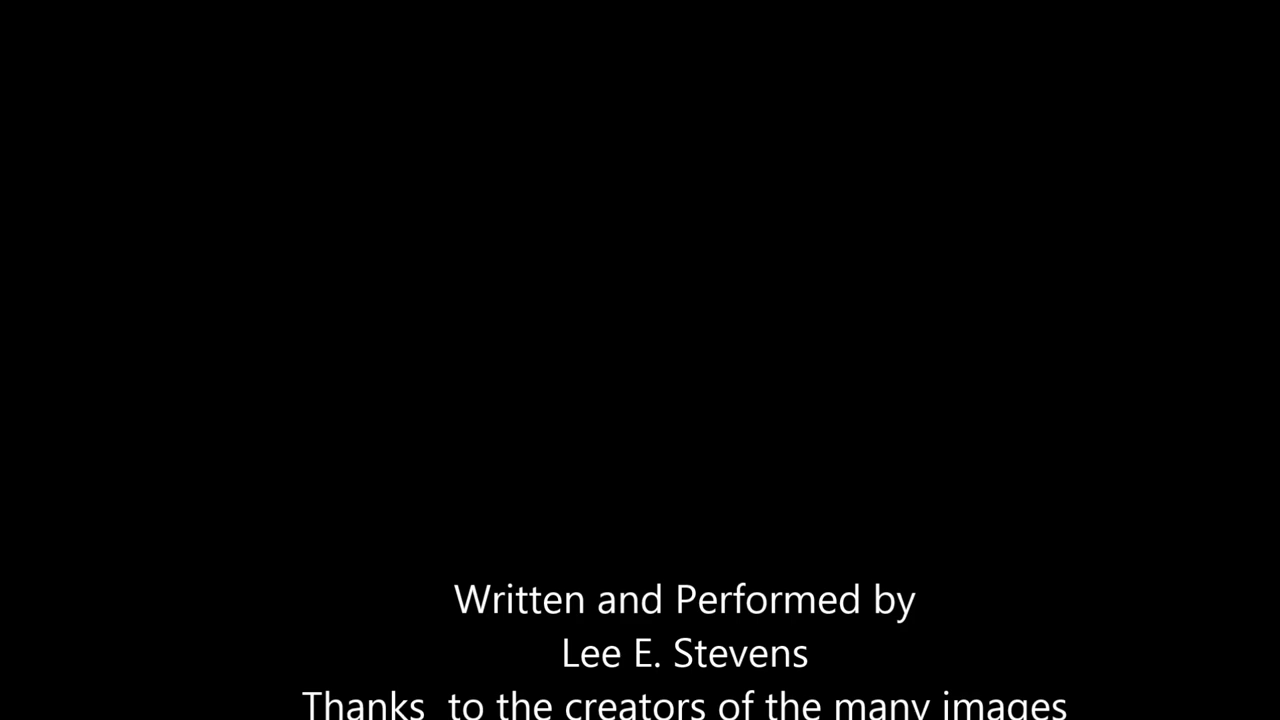 Written and Performed by
Lee E. Stevens
Thanks  to the creators of the many images